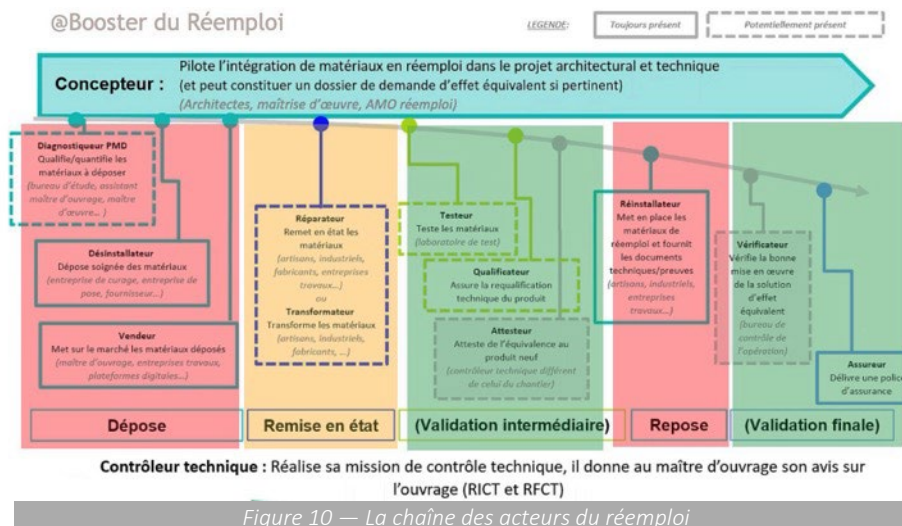 @Booster du Réemploi
LEGENDE:
Toujours présent
Potentiellement présent
Concepteur :
Pilote l'intégration de matériaux en réemploi dans le projet architectural et technique
(et peut constituer un dossier de demande d'effet équivalent si pertinent)
(Architectes, maîtrise d'œuvre, AMO réemploi)
Diagnostiqueur PMD
Qualifie/quantifie les
matériaux à déposer
(bureau d'étude, assistant
maître d'ouvrage, maître
d'œuvre... )
Désinstallateur
Dépose soignée des matériaux
(entreprise de curage, entreprise de
pose, fournisseur...)
Vendeur
Met sur le marché les matériaux déposés
(maître d'ouvrage, entreprises travaux,
plateformes digitales...)
Réparateur
Remet en état les
matériaux
(artisans, industriels,
fabricants, entreprises
travaux...)
ou
Transformateur
Transforme les matériaux
(artisans, industriels,
fabricants, ...)
Testeur
Teste les matériaux
(laboratoire de test)
Qualificateur
Assure la requalification
technique du produit
Attesteur
Atteste de l'équivalence au
produit neuf
(contrôleur technique différent
de celui du chantier)
Réinstallateur
Met en place les
matériaux de
réemploi et fournit
les documents
techniques/preuves
(artisans, industriels,
entreprises
travaux...)
Vérificateur
Vérifie la bonne
mise en œuvre
de la solution
d'effet
équivalent
(bureau de
contrôle de
l'opération)
Assureur
Délivre une police
d'assurance
Dépose
Remise en état
(Validation intermédiaire)
Repose
(Validation finale)
Contrôleur technique : Réalise sa mission de contrôle technique, il donne au maître d'ouvrage son avis sur
l'ouvrage (RICT et RFCT)
Figure 10 — La chaîne des acteurs du réemploi